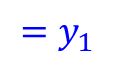 = y₁